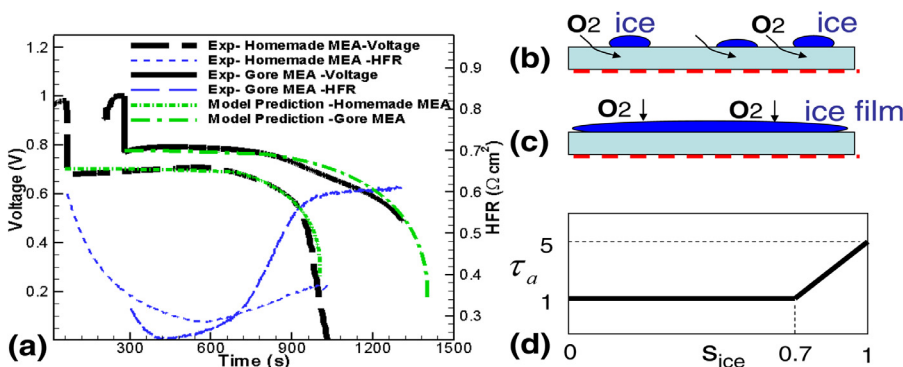 Exp- Homemade MEA-Voltage
Exp- Homemade MEA -HFR
Exp- Gore MEA -Voltage
Exp- Gore MEA-HFR
Model Prediction -Homemade MEA
Model Prediction -Gore MEA
1.2
1
0.8
0.6
0.4
0.2
Voltage (V)
0.9
0.8
0.7
0.6
0.5
0.4
0.3
HFR (Ω cm²)
300 600 900 1200 1500
Time (s)
(a)
O2 ice O2 ice
(b)
O2 O2 ice film
(c)
5
τa
1
0 0.7 1
Sice
(d)